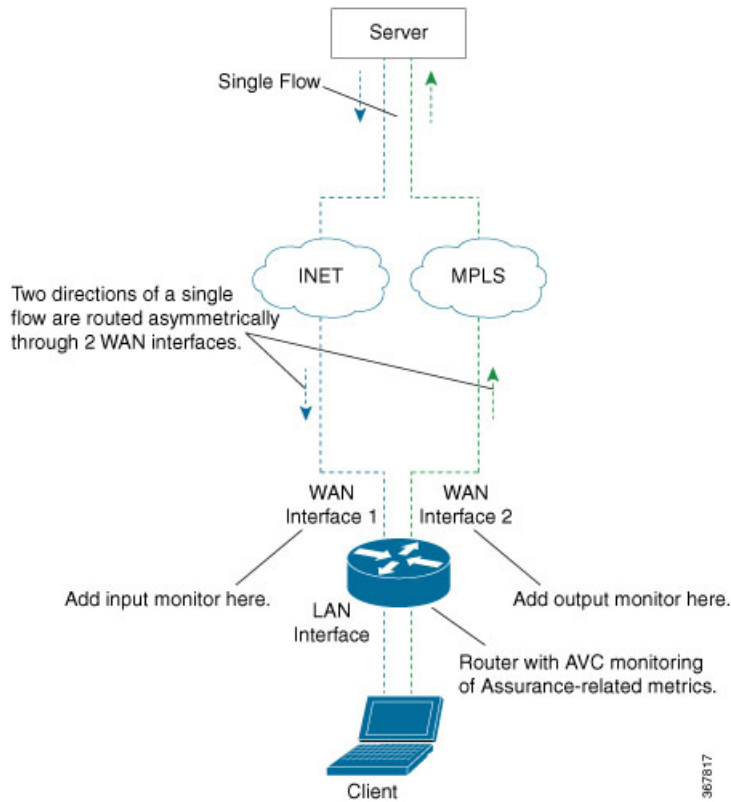 Server
Single Flow
INET
MPLS
Two directions of a single
flow are routed asymmetrically
through 2 WAN interfaces.
WAN
Interface 1
WAN
Interface 2
Add input monitor here.
Add output monitor here.
LAN
Interface
Router with AVC monitoring
of Assurance-related metrics.
Client
367817